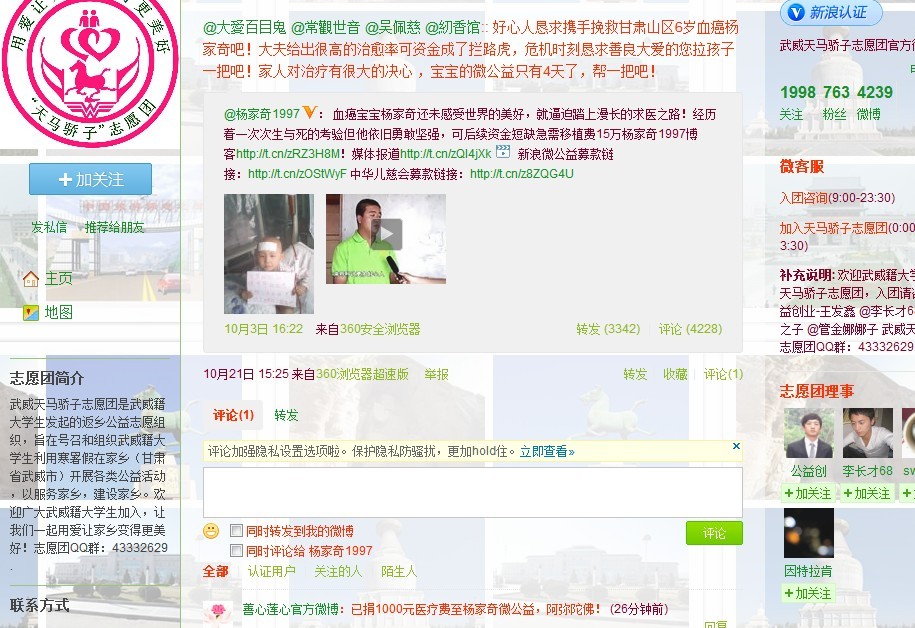 用爱让 更美好
"天马骄子"志愿团
+加关注
发私信 推荐给朋友
主页
地图
志愿团简介
武威天马骄子志愿团是武威籍
大学生发起的返乡公益志愿组
织，旨在号召和组织武威籍大
学生利用寒暑假在家乡（甘肃
省武威市）开展各类公益活动
，以服务家乡，建设家乡。欢
迎广大武威籍大学生加入，让
我们一起用爱让家乡变得更美
好！志愿团QQ群：43332629
.
联系方式
@大愛百目鬼 @常觀世音 @吴佩慈 @紉香馆:: 好心人恳求携手挽救甘肃山区6岁血癌杨
家奇吧！大夫给出很高的治愈率可资金成了拦路虎，危机时刻恳求善良大爱的您拉孩子
一把吧！家人对治疗有很大的决心 ，宝宝的微公益只有4天了，帮一把吧！
@杨家奇1997 V： 血癌宝宝杨家奇还未感受世界的美好，就逼迫踏上漫长的求医之路！经历
着一次次生与死的考验但他依旧勇敢坚强，可后续资金短缺急需移植费15万杨家奇1997博
客http://t.cn/zRZ3H8M！媒体报道http://t.cn/zQI4jXk 新浪微公益募款链
接：http://t.cn/zOStWyF 中华儿慈会募款链接：http://t.cn/z8ZQG4U
10月3日 16:22 来自360安全浏览器 转发 (3342) 评论 (4228)
10月21日 15:25 来自360浏览器超速版 举报 转发 收藏 评论(1)
评论(1) 转发
评论加强隐私设置选项啦。保护隐私防骚扰，更加hold住。立即查看» ×
同时转发到我的微博
评论
同时评论给 杨家奇1997
全部 认证用户 关注的人 陌生人
善心莲心官方微博：已捐1000元医疗费至杨家奇微公益，阿弥陀佛！ (26分钟前)
回复
V 新浪认证
武威天马骄子志愿团官方
1998 763 4239
关注 粉丝 微博
微客服
入团咨询(9:00-23:30)
加入天马骄子志愿团(0:00
3:30)
补充说明: 欢迎武威籍大
天马骄子志愿团，入团请
益创业-王发鑫 @李长才68
之子 @管金娜娜子 武威天
志愿团QQ群：43332629
志愿团理事
公益创 李长才68 sw
+加关注 +加关注 +
因特拉肯
+加关注